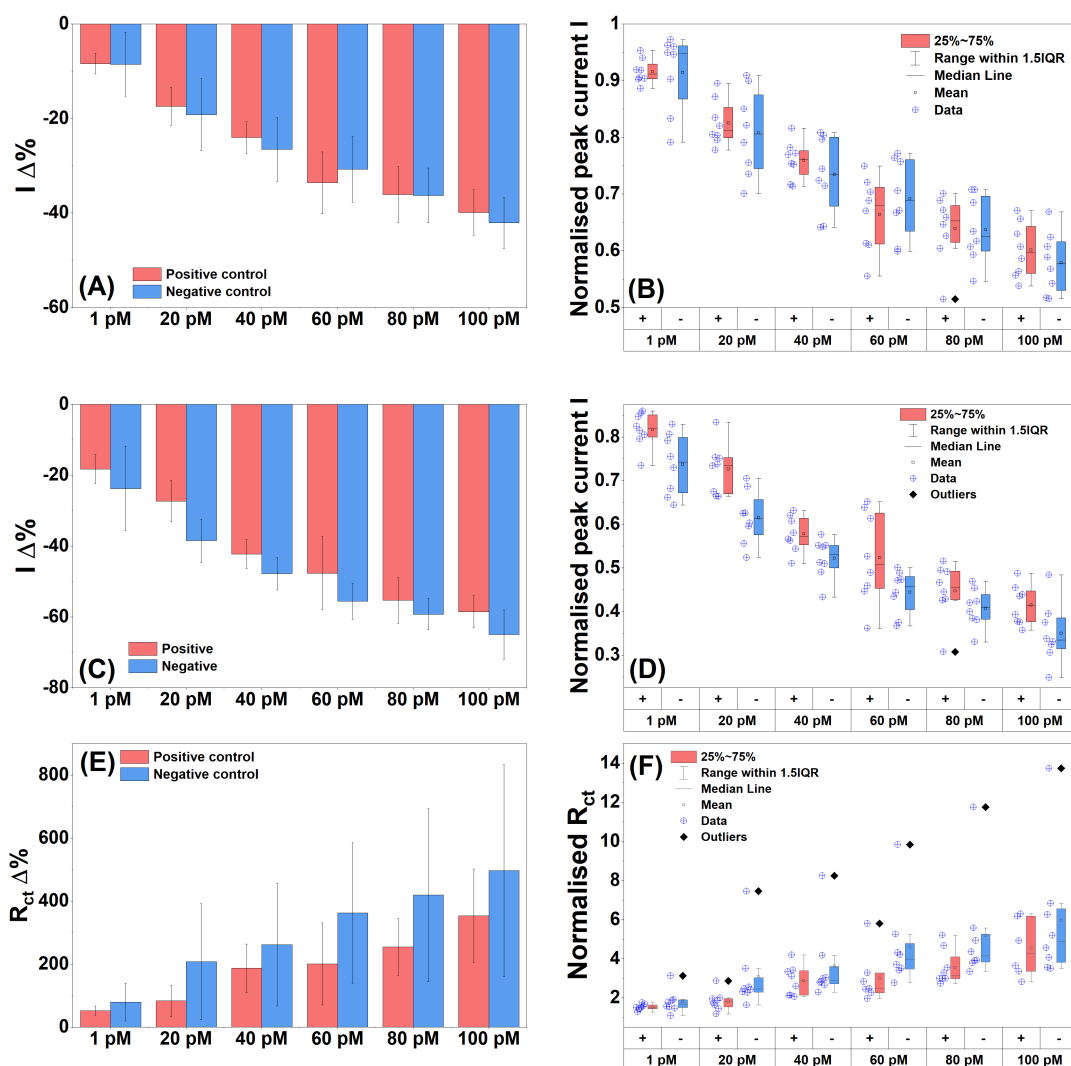 0
-20
-40
-60
I Δ%
(A)
Positive control
Negative control
1 pM 20 pM 40 pM 60 pM 80 pM 100 pM
1
0.9
0.8
0.7
0.6
0.5
Normalised peak current I
(B)
25%~75%
Range within 1.5IQR
Median Line
Mean
Data
+ - + - + - + - + - + -
1 pM 20 pM 40 pM 60 pM 80 pM 100 pM
0
-20
-40
-60
-80
I Δ%
(C)
Positive
Negative
1 pM 20 pM 40 pM 60 pM 80 pM 100 pM
0.8
0.7
0.6
0.5
0.4
0.3
Normalised peak current I
(D)
25%~75%
Range within 1.5IQR
Median Line
Mean
Data
Outliers
+ - + - + - + - + - + -
1 pM 20 pM 40 pM 60 pM 80 pM 100 pM
800
600
400
200
0
Rct Δ%
(E)
Positive control
Negative control
1 pM 20 pM 40 pM 60 pM 80 pM 100 pM
14
12
10
8
6
4
2
Normalised Rct
(F)
25%~75%
Range within 1.5IQR
Median Line
Mean
Data
Outliers
+ - + - + - + - + - + -
1 pM 20 pM 40 pM 60 pM 80 pM 100 pM